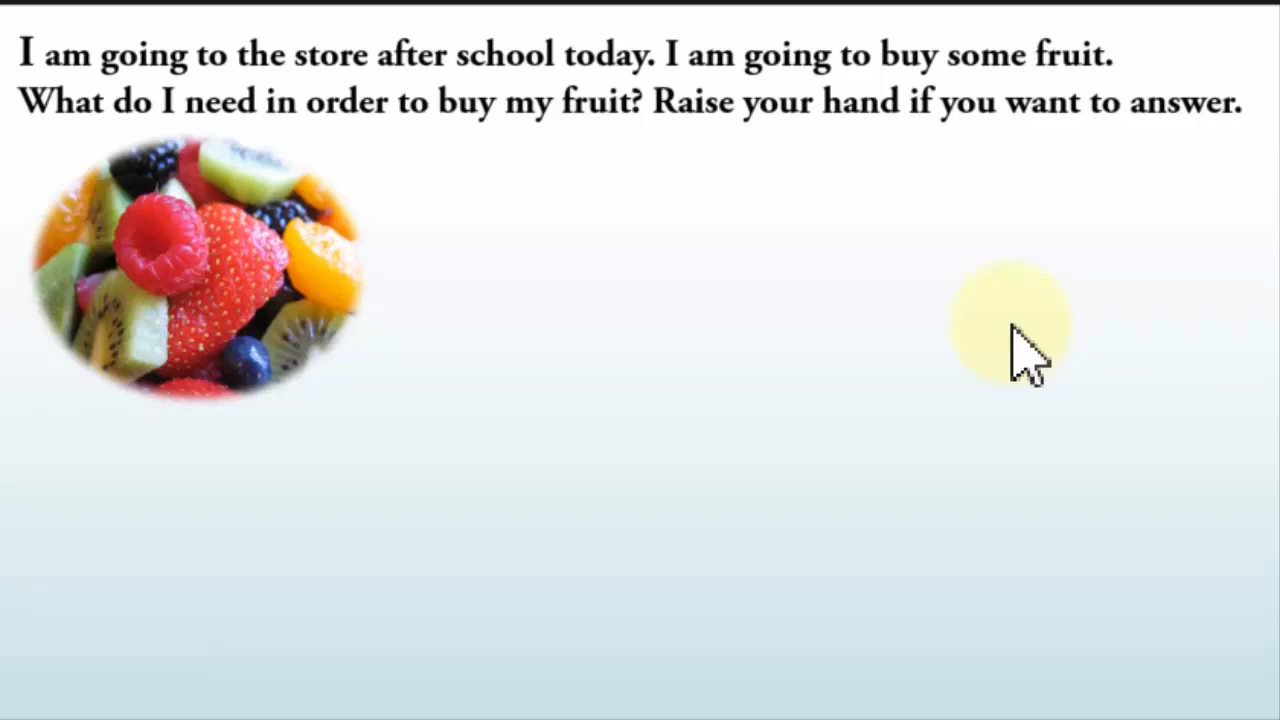 I am going to the store after school today. I am going to buy some fruit.
What do I need in order to buy my fruit? Raise your hand if you want to answer.